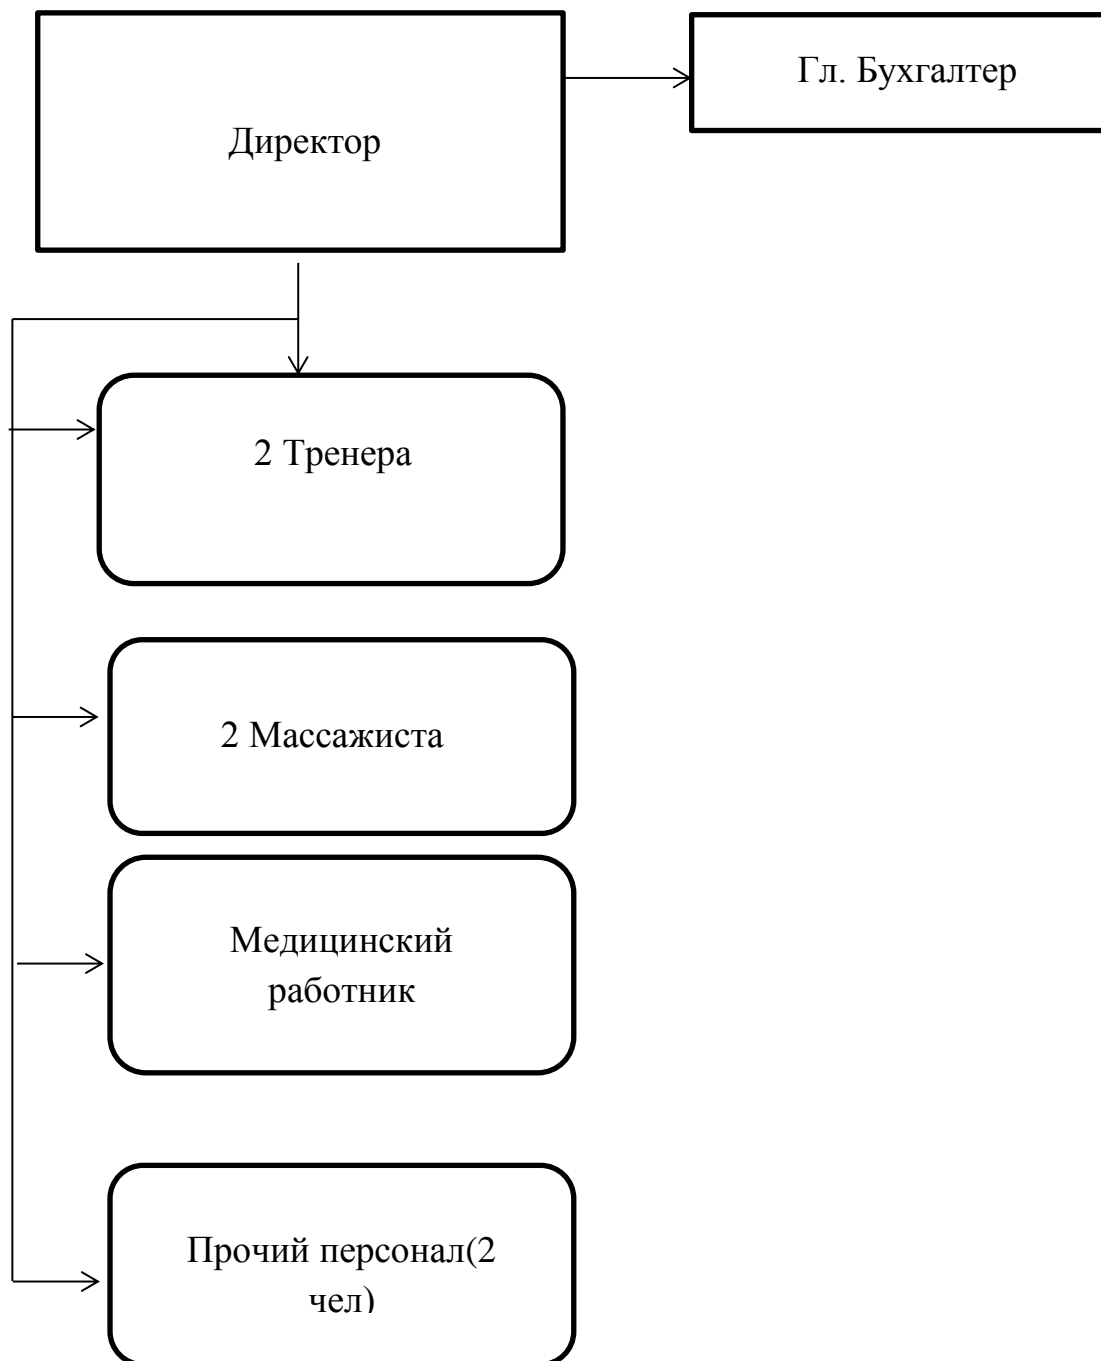 Гл. Бухгалтер
Директор
2 Тренера
2 Массажиста
Медицинский
работник
Прочий персонал(2
чел)